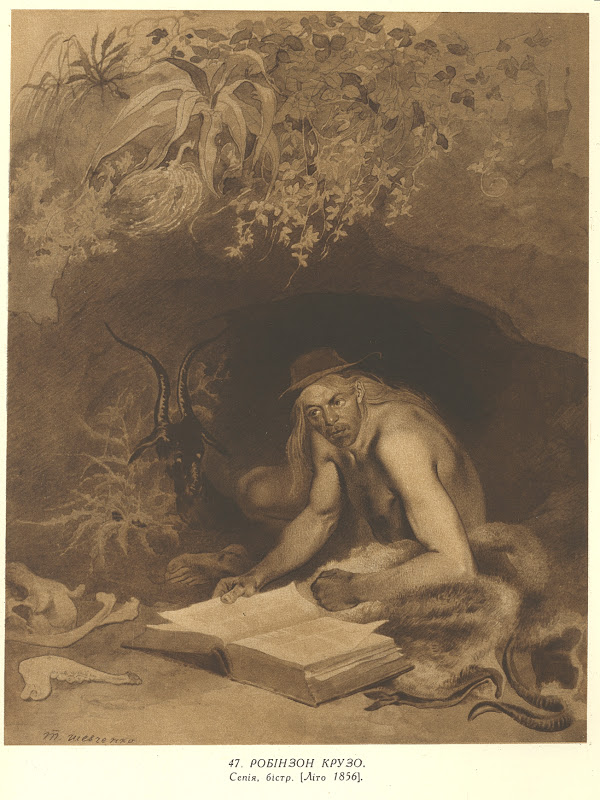 Т. Шевченко
47. РОБІНЗОН КРУЗО.
Сепія, бістр. [Літо 1856].